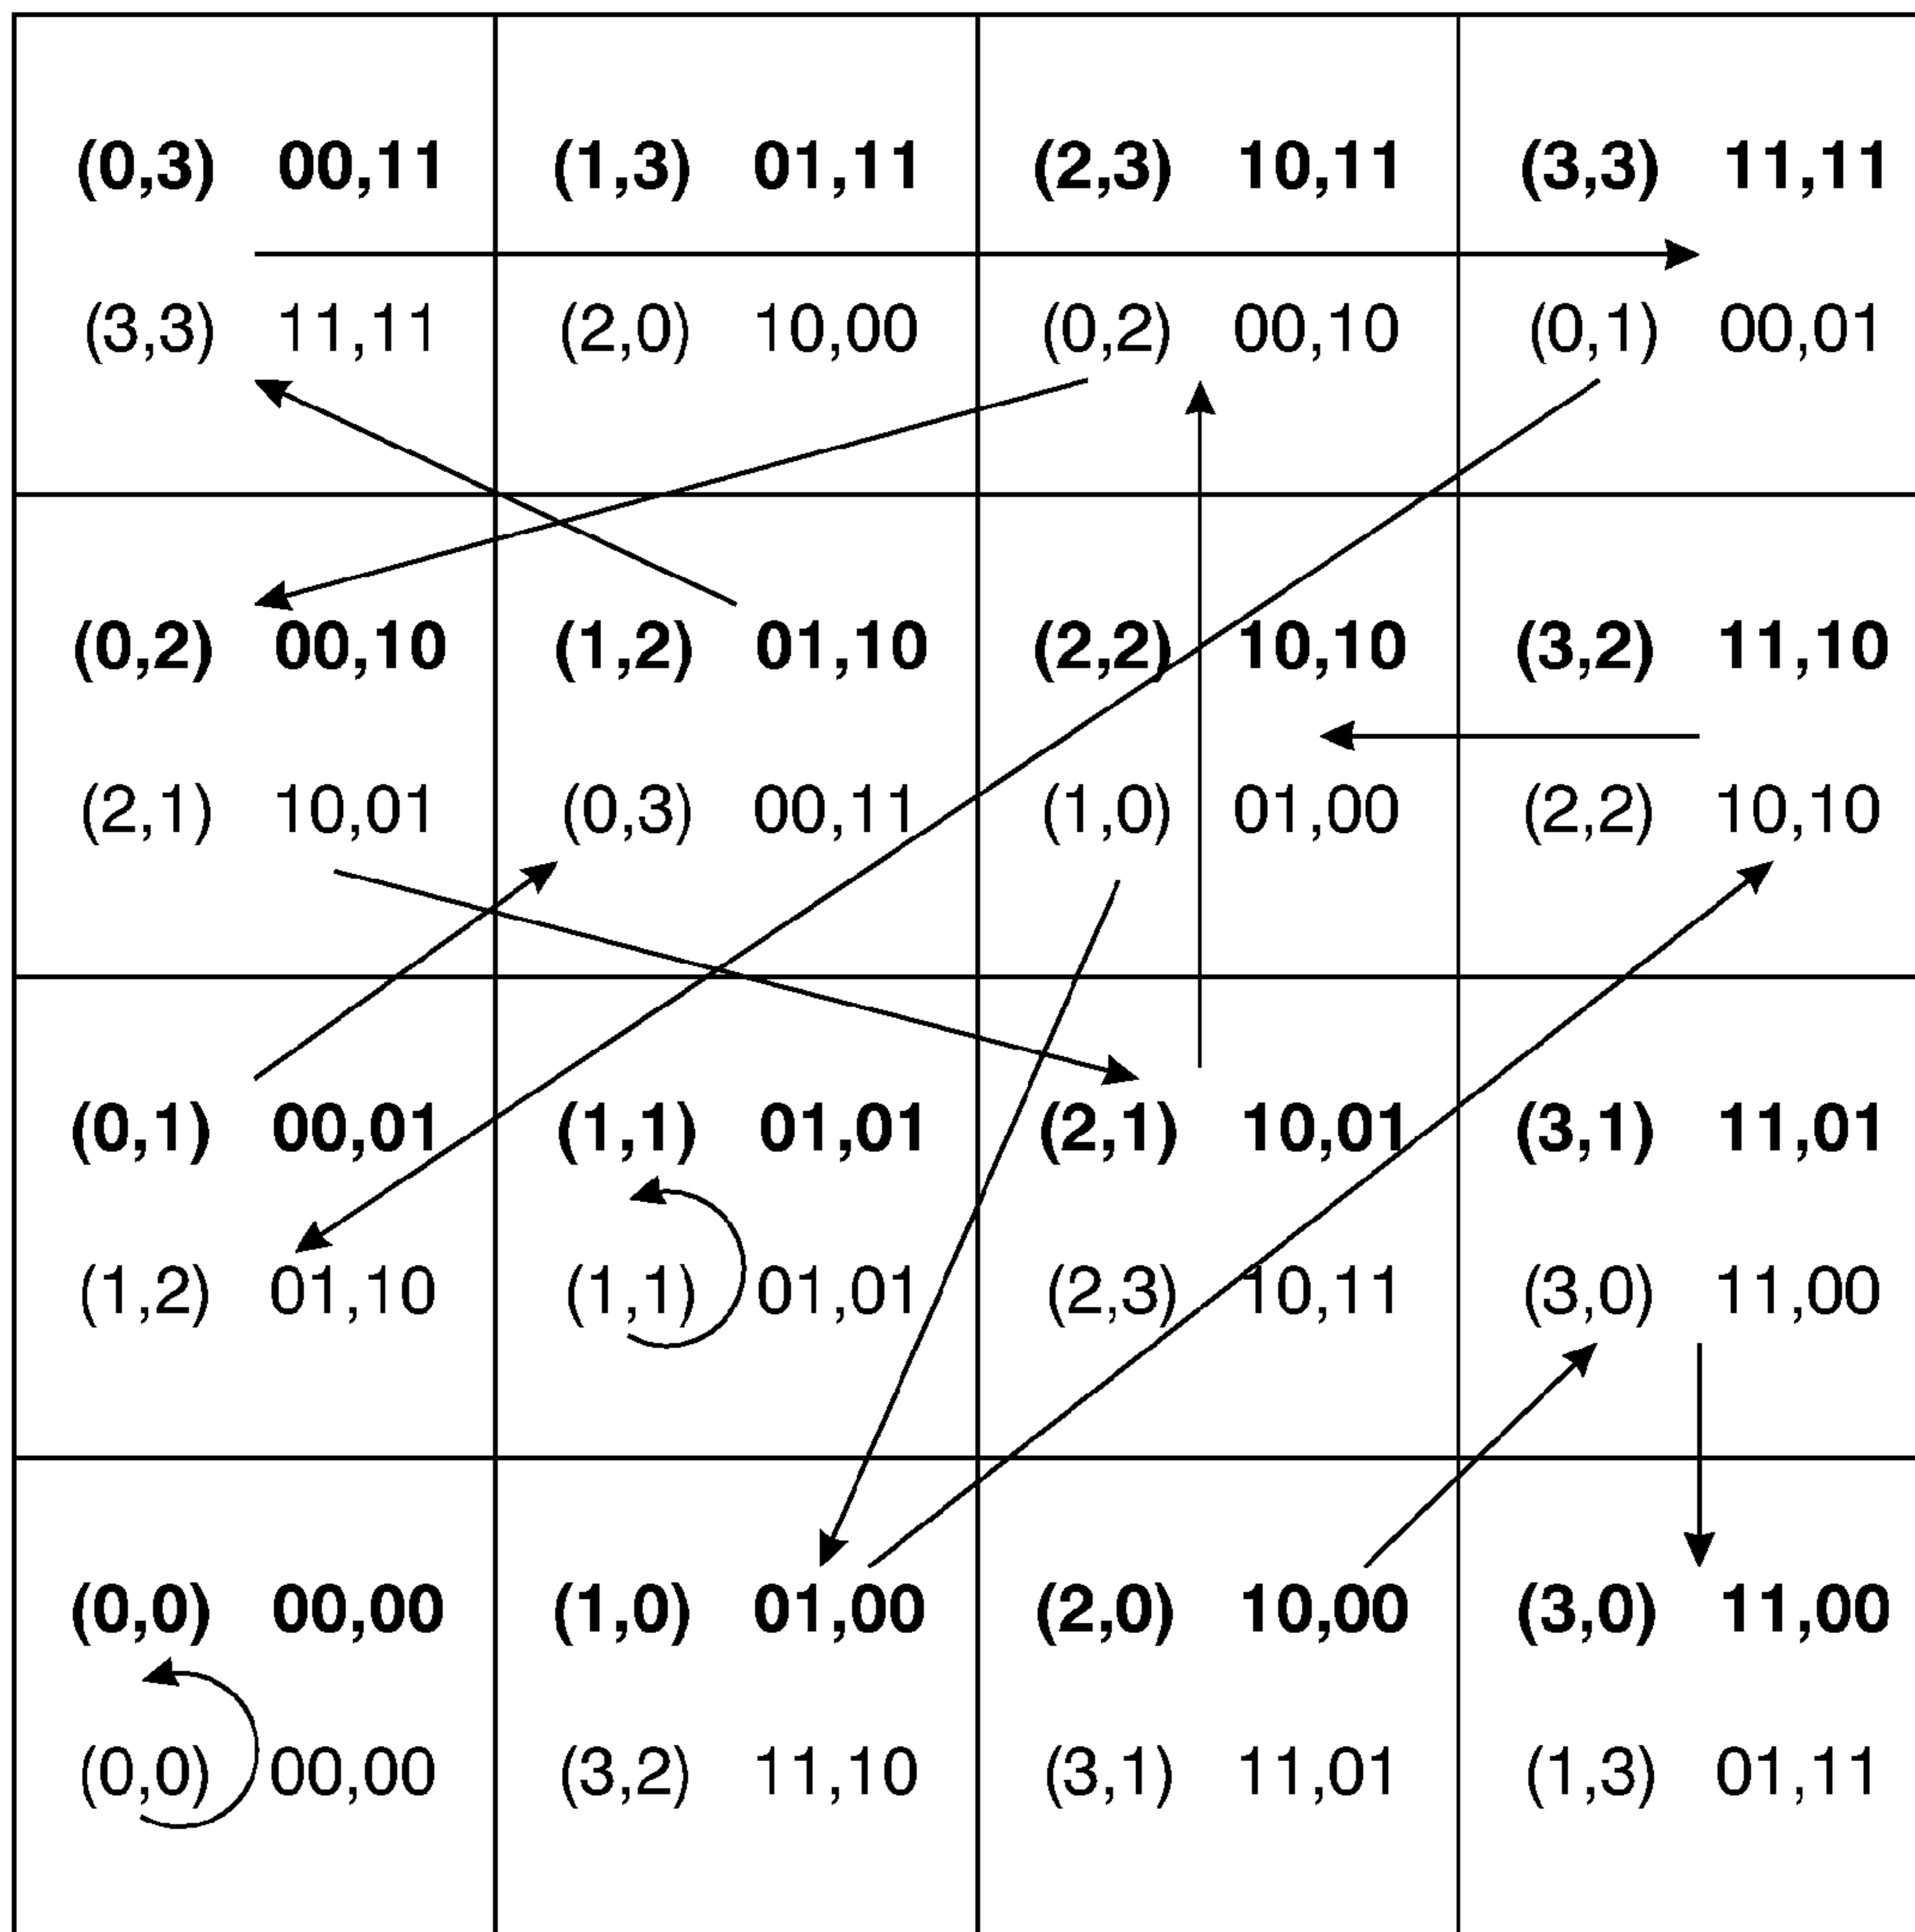 (0,3) 00,11 (1,3) 01,11 (2,3) 10,11 (3,3) 11,11
(3,3) 11,11 (2,0) 10,00 (0,2) 00,10 (0,1) 00,01
(0,2) 00,10 (1,2) 01,10 (2,2) 10,10 (3,2) 11,10
(2,1) 10,01 (0,3) 00,11 (1,0) 01,00 (2,2) 10,10
(0,1) 00,01 (1,1) 01,01 (2,1) 10,01 (3,1) 11,01
(1,2) 01,10 (1,1) 01,01 (2,3) 10,11 (3,0) 11,00
(0,0) 00,00 (1,0) 01,00 (2,0) 10,00 (3,0) 11,00
(0,0) 00,00 (3,2) 11,10 (3,1) 11,01 (1,3) 01,11